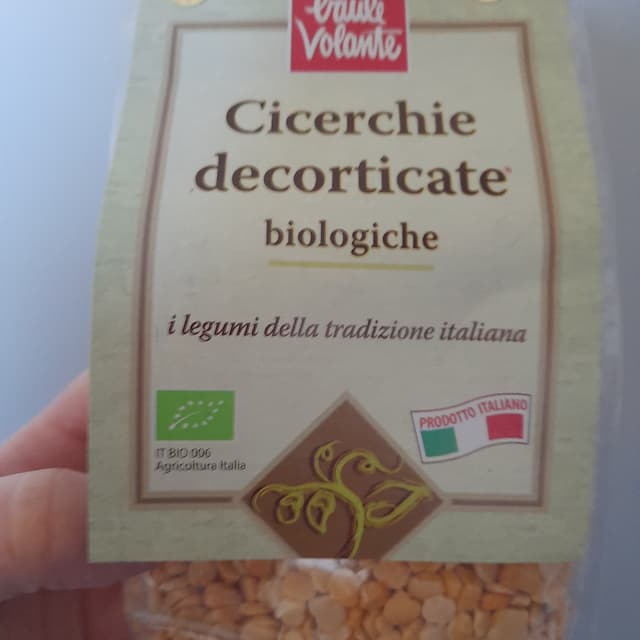 Baule
Volante
Cicerchie
decorticate
biologiche
i legumi della tradizione italiana
PRODOTTO ITALIANO
IT BIO 006
Agricoltura Italia